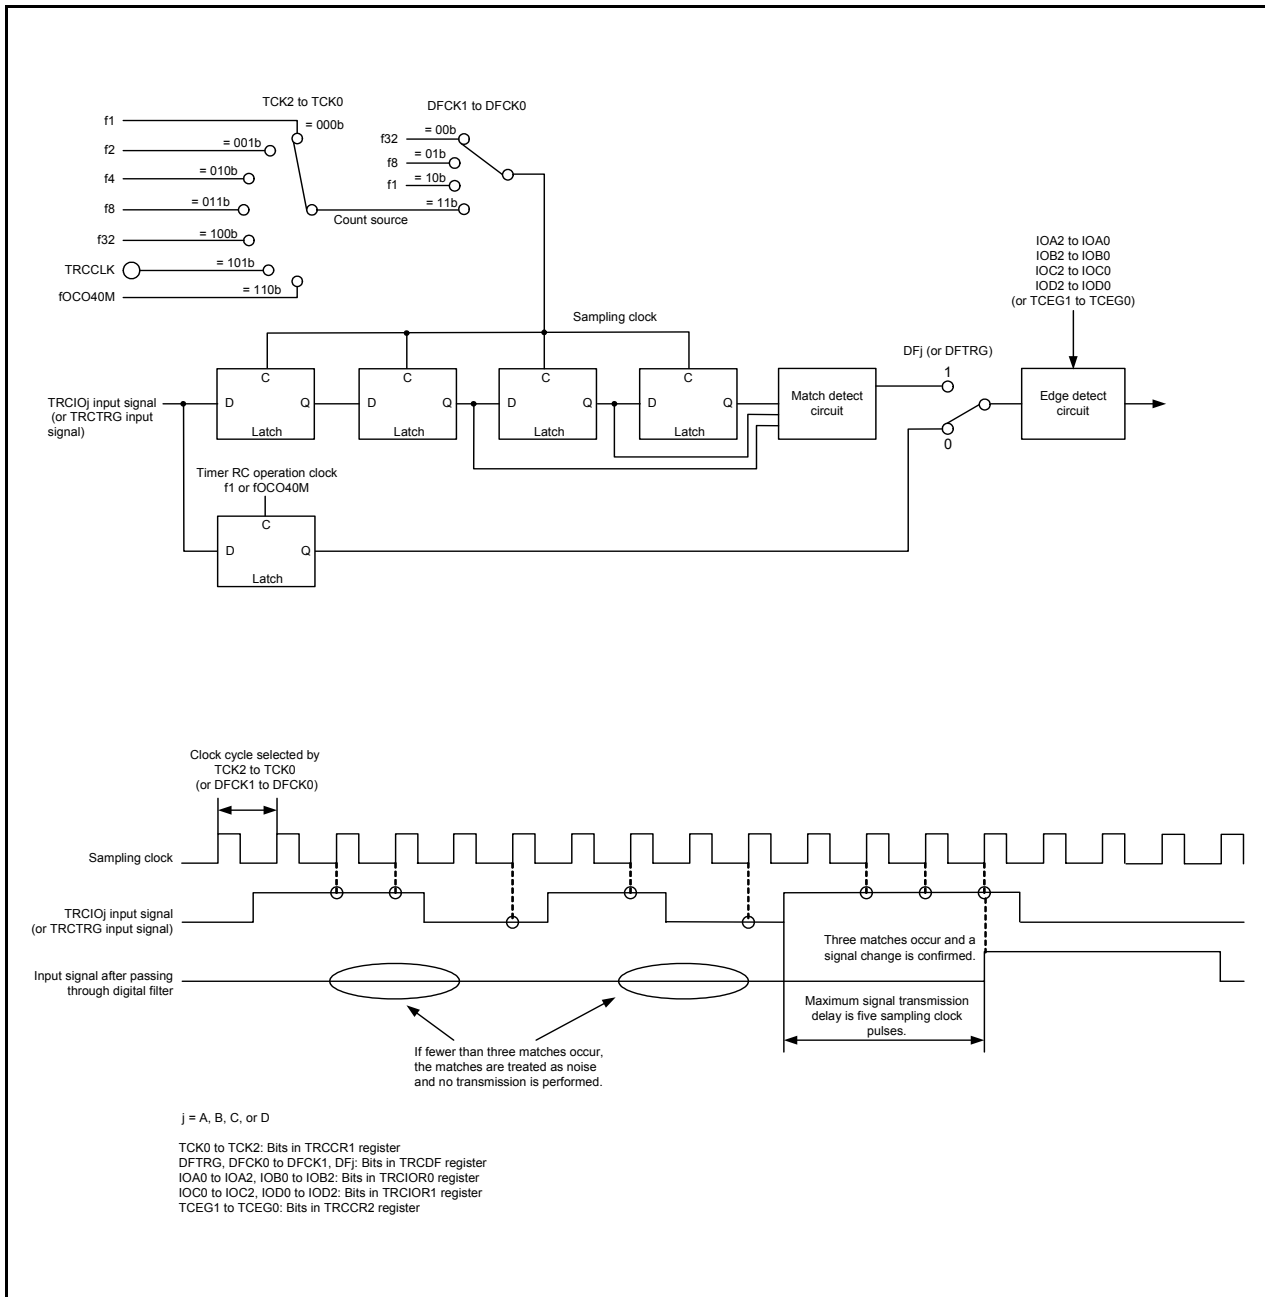 TCK2 to TCK0
DFCK1 to DFCK0
f1
= 000b
f2
= 001b
f4
= 010b
f8
= 011b
f32
= 100b
TRCCLK
= 101b
fOCO40M
= 110b
Count source
f32
= 00b
f8
= 01b
f1
= 10b
= 11b
IOA2 to IOA0
IOB2 to IOB0
IOC2 to IOC0
IOD2 to IOD0
(or TCEG1 to TCEG0)
Sampling clock
DFj (or DFTRG)
1
0
TRCIOj input signal
(or TRCTRG input
signal)
C
D
Q
Latch
C
D
Q
Latch
C
D
Q
Latch
C
D
Q
Latch
Match detect
circuit
Edge detect
circuit
Timer RC operation clock
f1 or fOCO40M
C
D
Q
Latch
Clock cycle selected by
TCK2 to TCK0
(or DFCK1 to DFCK0)
Sampling clock
TRCIOj input signal
(or TRCTRG input signal)
Three matches occur and a
signal change is confirmed.
Input signal after passing
through digital filter
Maximum signal transmission
delay is five sampling clock
pulses.
If fewer than three matches occur,
the matches are treated as noise
and no transmission is performed.
j = A, B, C, or D
TCK0 to TCK2: Bits in TRCCR1 register
DFTRG, DFCK0 to DFCK1, DFj: Bits in TRCDF register
IOA0 to IOA2, IOB0 to IOB2: Bits in TRCIOR0 register
IOC0 to IOC2, IOD0 to IOD2: Bits in TRCIOR1 register
TCEG1 to TCEG0: Bits in TRCCR2 register